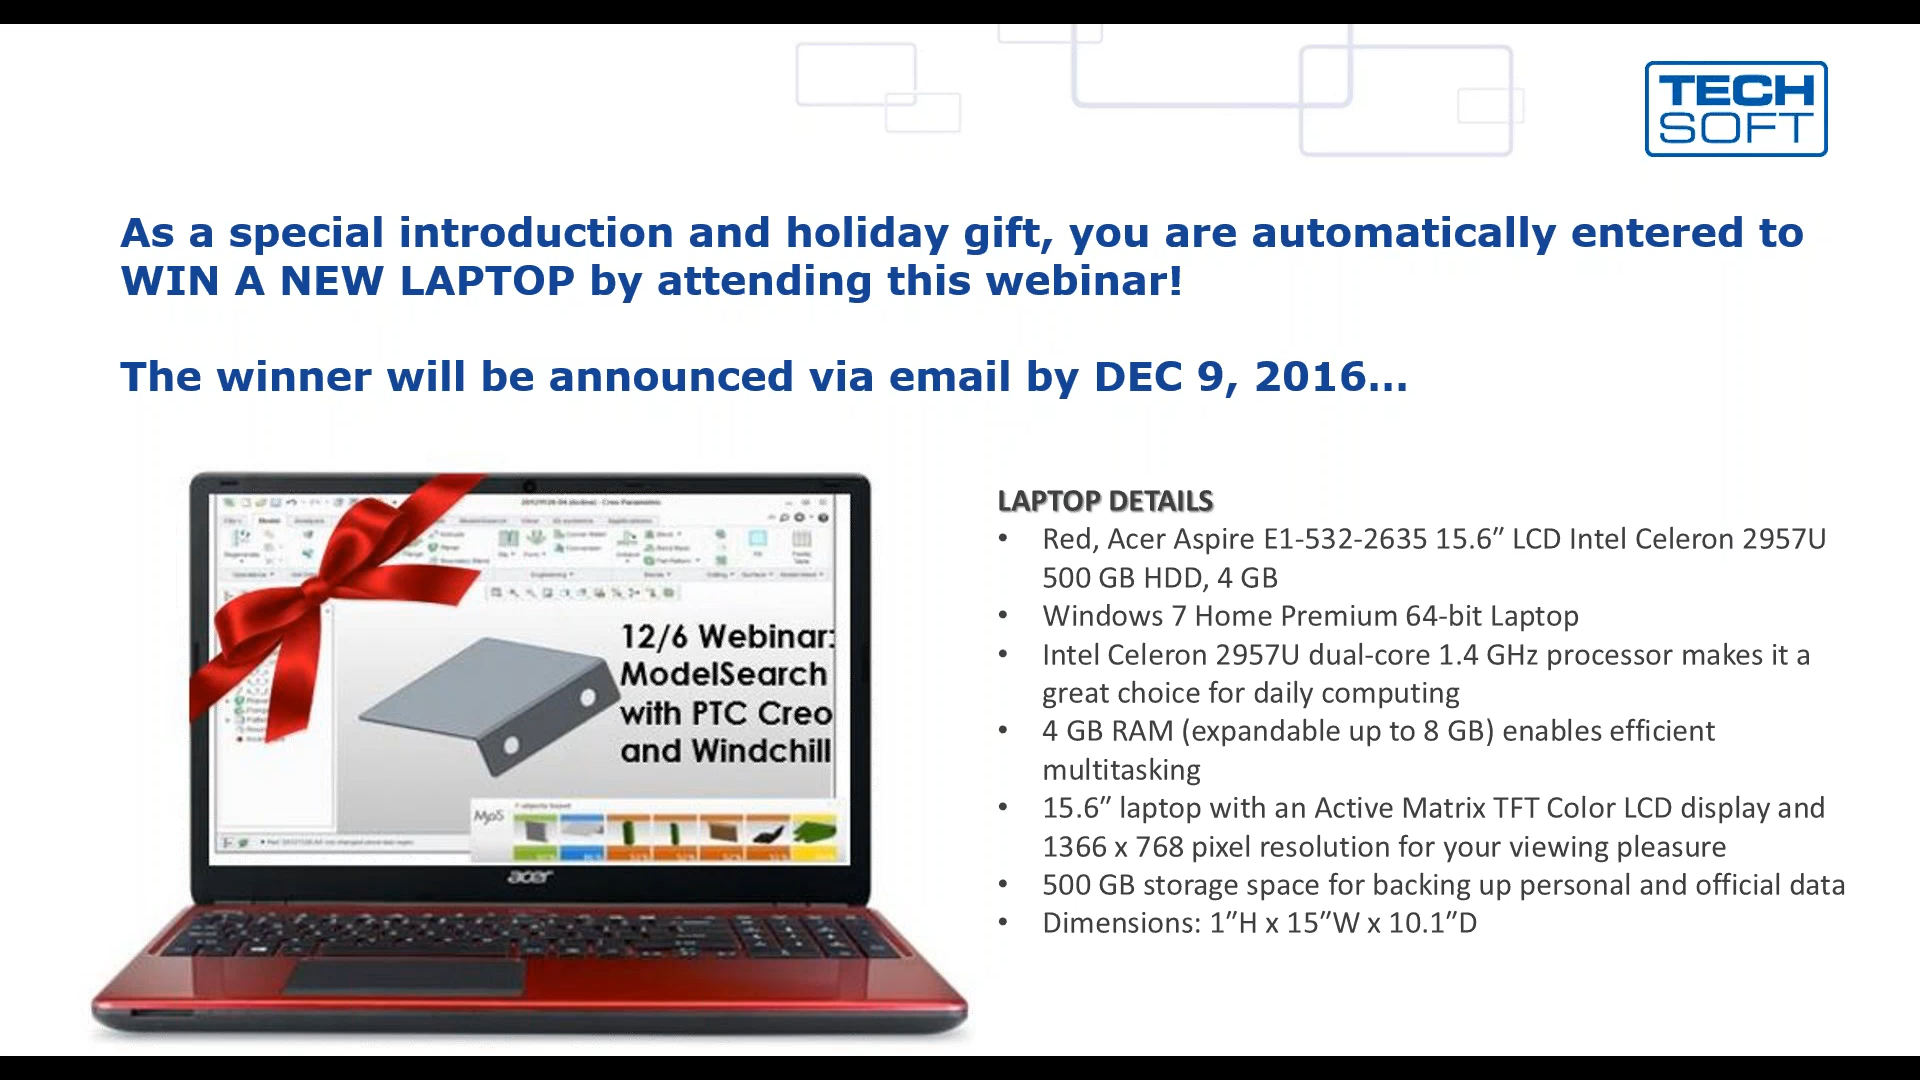 TECH
SOFT
As a special introduction and holiday gift, you are automatically entered to
WIN A NEW LAPTOP by attending this webinar!
The winner will be announced via email by DEC 9, 2016...
12/6 Webinar:
ModelSearch
with PTC Creo
and Windchill
MpS
acer
LAPTOP DETAILS
• Red, Acer Aspire E1-532-2635 15.6” LCD Intel Celeron 2957U
500 GB HDD, 4 GB
• Windows 7 Home Premium 64-bit Laptop
• Intel Celeron 2957U dual-core 1.4 GHz processor makes it a
great choice for daily computing
• 4 GB RAM (expandable up to 8 GB) enables efficient
multitasking
• 15.6” laptop with an Active Matrix TFT Color LCD display and
1366 x 768 pixel resolution for your viewing pleasure
• 500 GB storage space for backing up personal and official data
• Dimensions: 1”H x 15”W x 10.1”D